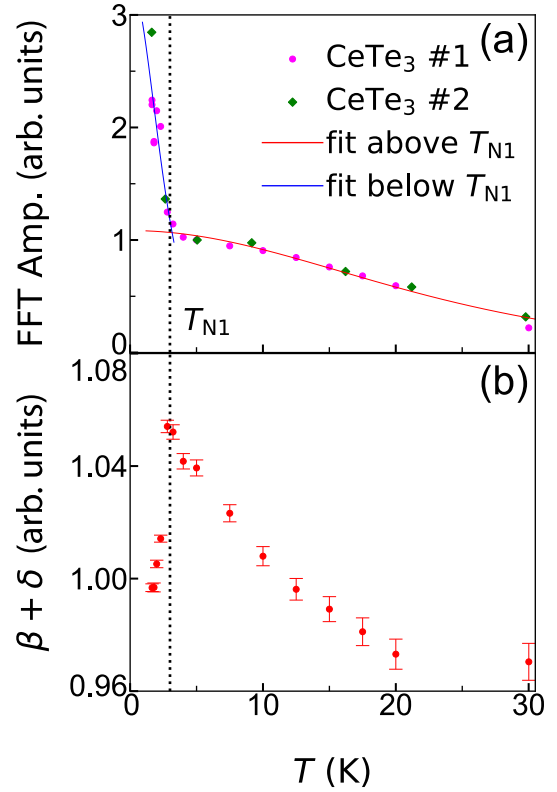 3
(a)
CeTe3 #1
CeTe3 #2
fit above TN1
fit below TN1
2
1
0
FFT Amp. (arb. units)
TN1
1.08
(b)
1.04
1.00
0.96
β + δ (arb. units)
0
10
20
30
T (K)